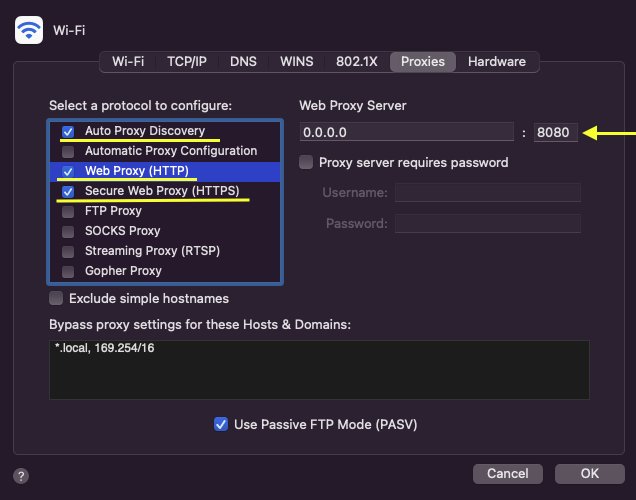 Wi-Fi
Wi-Fi TCP/IP DNS WINS 802.1X Proxies Hardware
Select a protocol to configure:
Auto Proxy Discovery
Automatic Proxy Configuration
Web Proxy (HTTP)
Secure Web Proxy (HTTPS)
FTP Proxy
SOCKS Proxy
Streaming Proxy (RTSP)
Gopher Proxy
Web Proxy Server
0.0.0.0 : 8080
Proxy server requires password
Username:
Password:
Exclude simple hostnames
Bypass proxy settings for these Hosts & Domains:
*.local, 169.254/16
Use Passive FTP Mode (PASV)
? Cancel OK